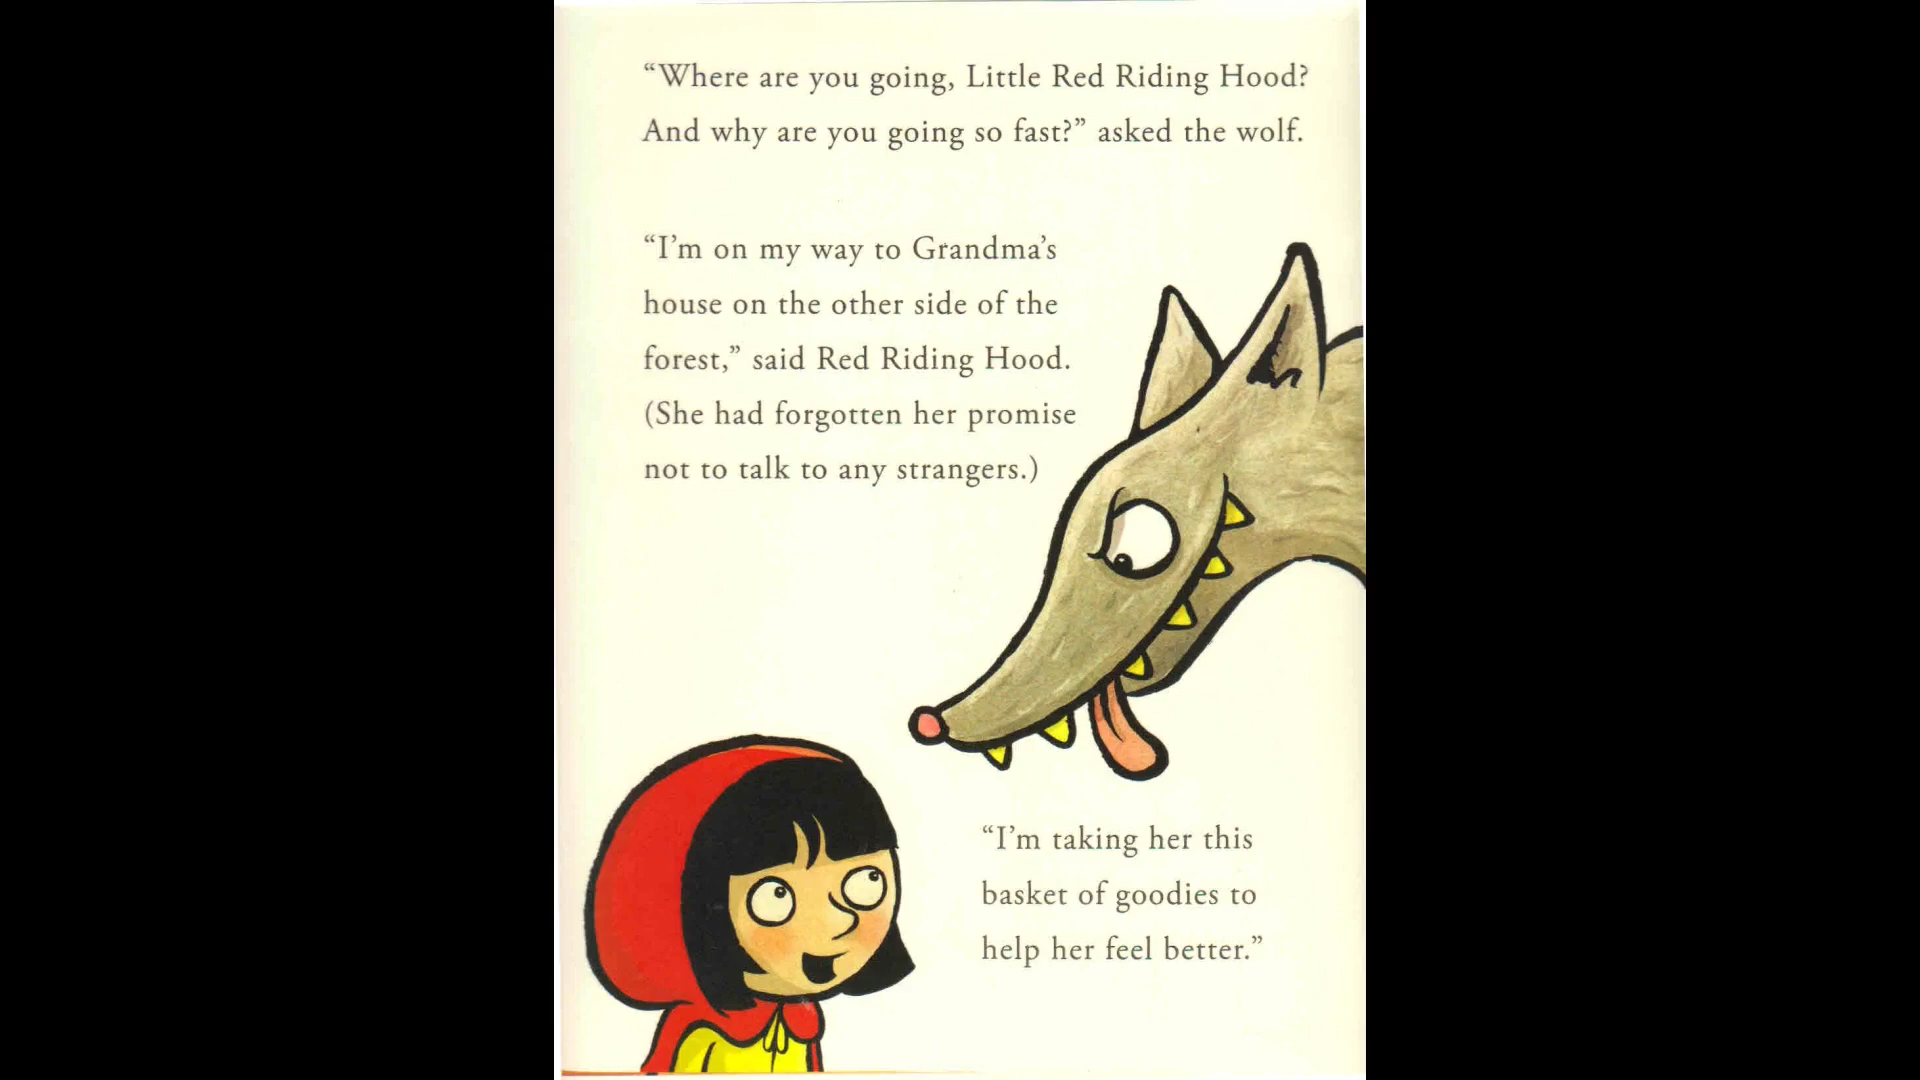 “Where are you going, Little Red Riding Hood?
And why are you going so fast?” asked the wolf.
“I’m on my way to Grandma’s
house on the other side of the
forest,” said Red Riding Hood.
(She had forgotten her promise
not to talk to any strangers.)
“I’m taking her this
basket of goodies to
help her feel better.”